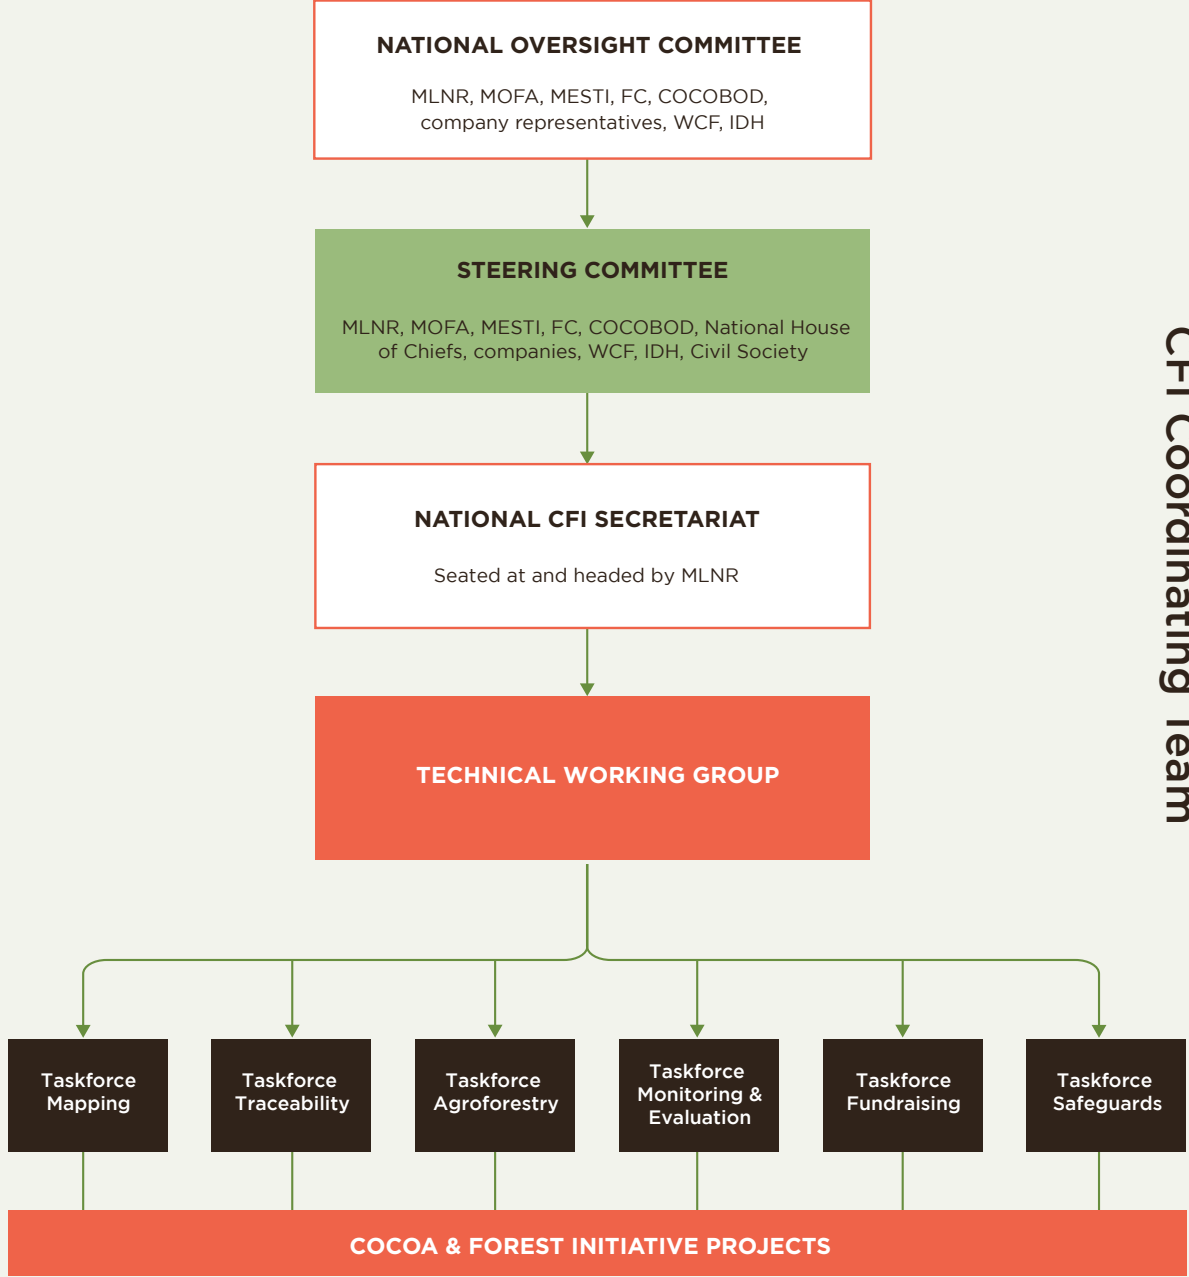 NATIONAL OVERSIGHT COMMITTEE
MLNR, MOFA, MESTI, FC, COCOBOD,
company representatives, WCF, IDH
STEERING COMMITTEE
MLNR, MOFA, MESTI, FC, COCOBOD, National House
of Chiefs, companies, WCF, IDH, Civil Society
NATIONAL CFI SECRETARIAT
Seated at and headed by MLNR
TECHNICAL WORKING GROUP
Taskforce
Mapping
Taskforce
Traceability
Taskforce
Agroforestry
Taskforce
Monitoring &
Evaluation
Taskforce
Fundraising
Taskforce
Safeguards
COCOA & FOREST INITIATIVE PROJECTS
CFI Coordinating Team